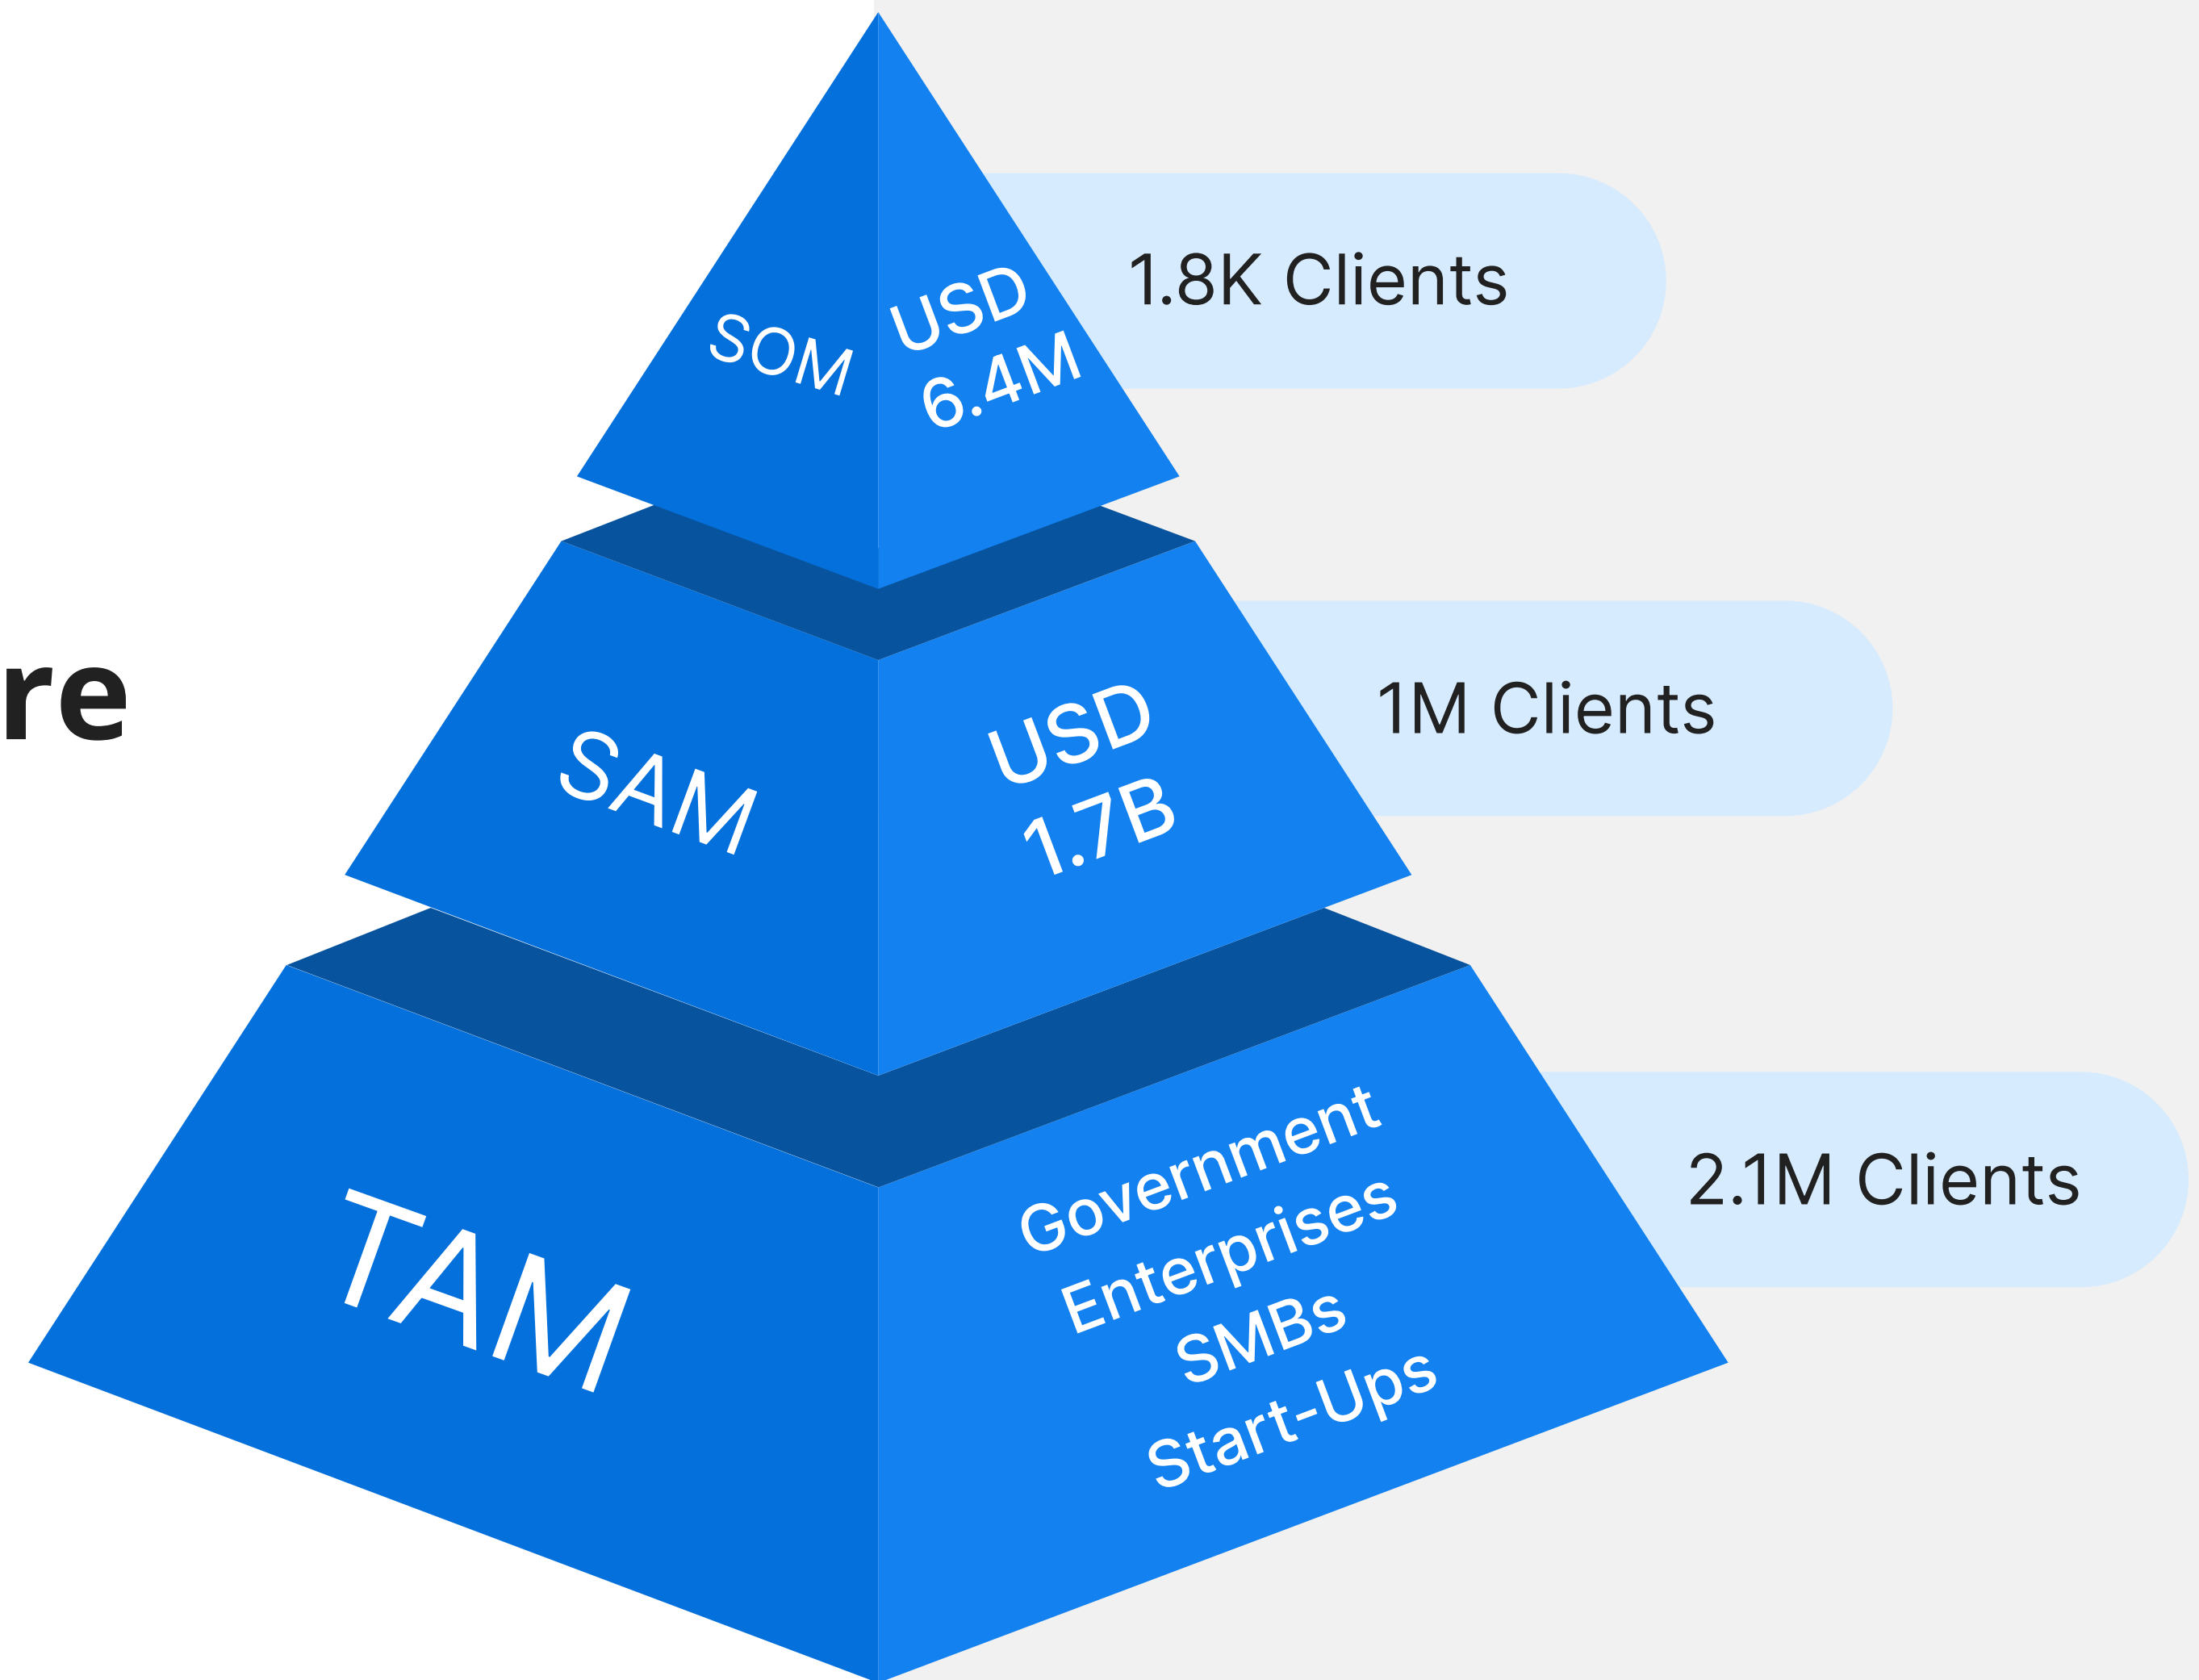 SOM
USD
6.4M
1.8K Clients
re
SAM
USD
1.7B
1M Clients
TAM
Government
Enterprises
SMBs
Start-Ups
2.1M Clients